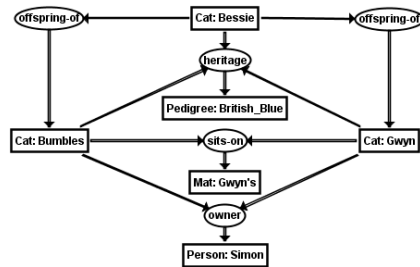 offspring-of
Cat: Bessie
offspring-of
heritage
Pedigree: British_Blue
Cat: Bumbles
sits-on
Cat: Gwyn
Mat: Gwyn's
owner
Person: Simon